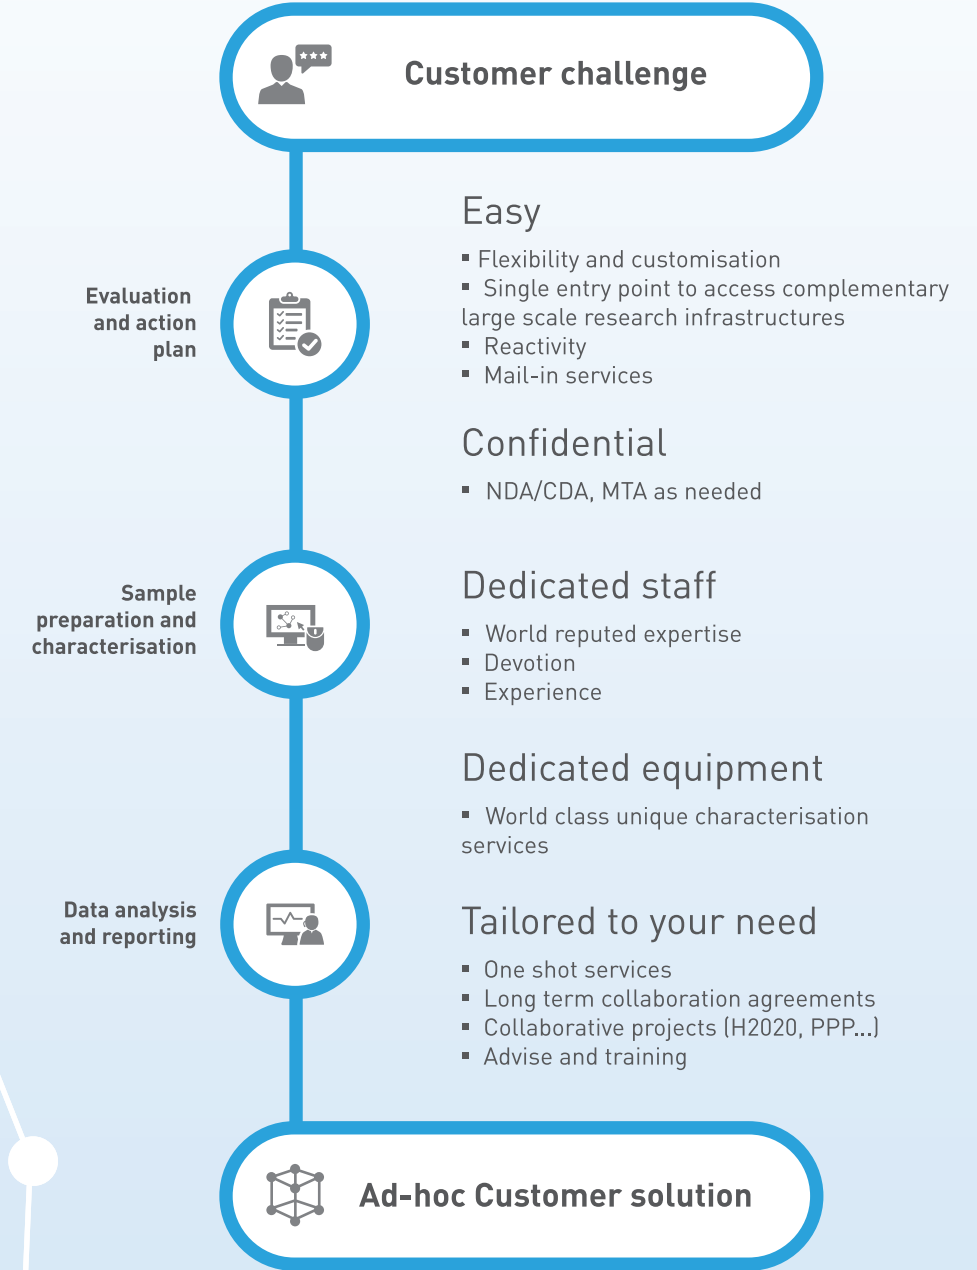 Customer challenge
Evaluation
and action
plan
Easy
▪ Flexibility and customisation
▪ Single entry point to access complementary
large scale research infrastructures
▪ Reactivity
▪ Mail-in services
Confidential
▪ NDA/CDA, MTA as needed
Sample
preparation and
characterisation
Dedicated staff
▪ World reputed expertise
▪ Devotion
▪ Experience
Dedicated equipment
▪ World class unique characterisation
services
Data analysis
and reporting
Tailored to your need
▪ One shot services
▪ Long term collaboration agreements
▪ Collaborative projects (H2020, PPP...)
▪ Advise and training
Ad-hoc Customer solution